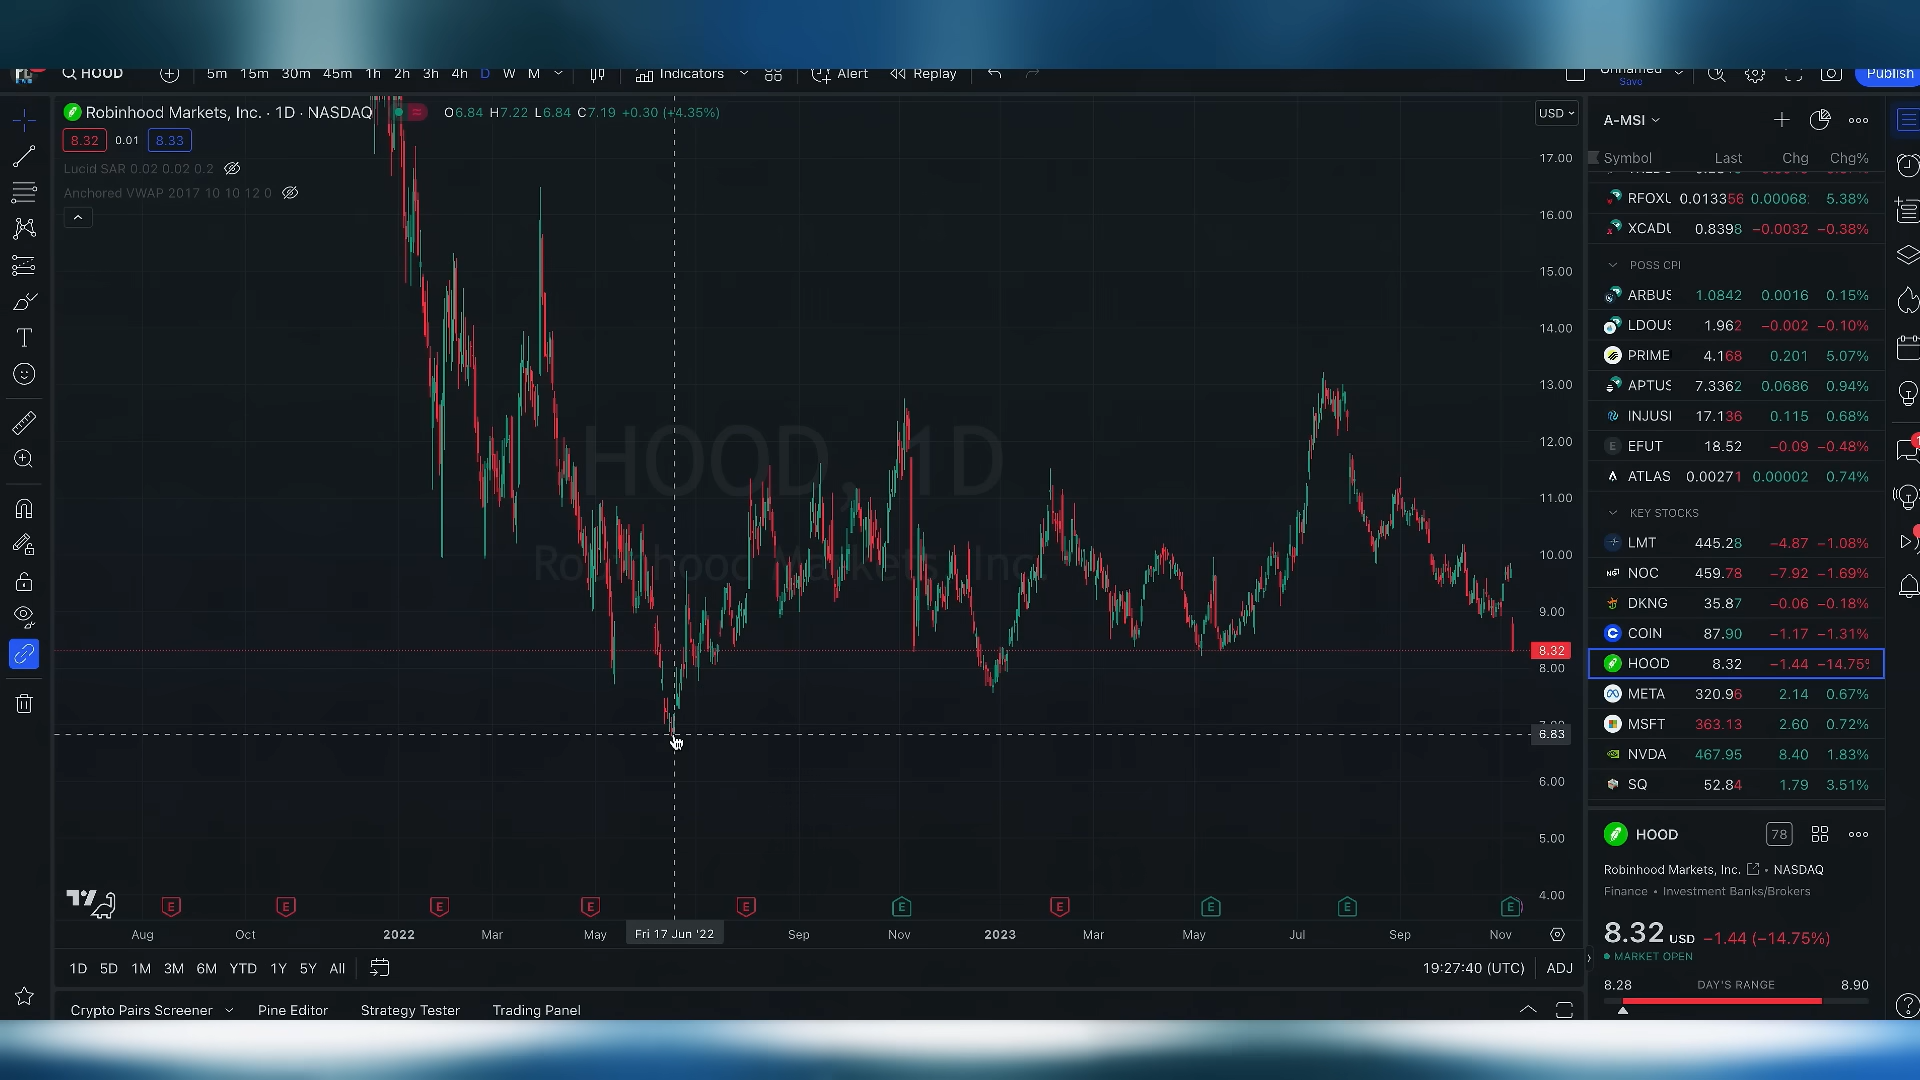 HOOD
5m 15m 30m 45m 1h 2h 3h 4h D W M
Indicators
Alert
Replay
Save
Publish
Robinhood Markets, Inc. · 1D · NASDAQ
O6.84 H7.22 L6.84 C7.19 +0.30 (+4.35%)
USD
8.32 0.01 8.33
Lucid SAR 0.02 0.02 0.2
Anchored VWAP 2017 10 10 12 0
HOOD, 1D
Robinhood Markets, Inc.
17.00
16.00
15.00
14.00
13.00
12.00
11.00
10.00
9.00
8.32
8.00
6.83
6.00
5.00
4.00
E E E E E E E E E E
Aug Oct 2022 Mar May Fri 17 Jun '22 Sep Nov 2023 Mar May Jul Sep Nov
1D 5D 1M 3M 6M YTD 1Y 5Y All
19:27:40 (UTC) ADJ
Crypto Pairs Screener Pine Editor Strategy Tester Trading Panel
A-MSI
Symbol Last Chg Chg%
RFOXU 0.013356 0.00068 5.38%
XCADU 0.8398 −0.0032 −0.38%
POSS CPI
ARBUS 1.0842 0.0016 0.15%
LDOUS 1.962 −0.002 −0.10%
PRIME 4.168 0.201 5.07%
APTUS 7.3362 0.0686 0.94%
INJUSI 17.136 0.115 0.68%
EFUT 18.52 −0.09 −0.48%
ATLAS 0.00271 0.00002 0.74%
KEY STOCKS
LMT 445.28 −4.87 −1.08%
NOC 459.78 −7.92 −1.69%
DKNG 35.87 −0.06 −0.18%
COIN 87.90 −1.17 −1.31%
HOOD 8.32 −1.44 −14.75%
META 320.96 2.14 0.67%
MSFT 363.13 2.60 0.72%
NVDA 467.95 8.40 1.83%
SQ 52.84 1.79 3.51%
HOOD
78
Robinhood Markets, Inc. • NASDAQ
Finance • Investment Banks/Brokers
8.32 USD −1.44 (−14.75%)
MARKET OPEN
8.28 DAY'S RANGE 8.90